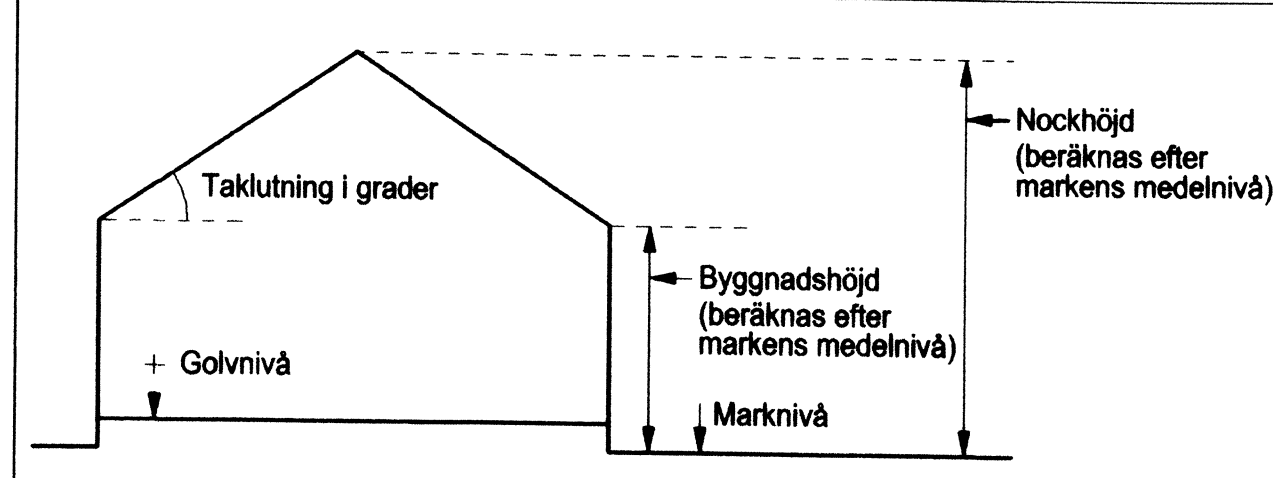 Nockhöjd
(beräknas efter
markens medelnivå)
Taklutning i grader
Byggnadshöjd
(beräknas efter
markens medelnivå)
+ Golvnivå
Marknivå